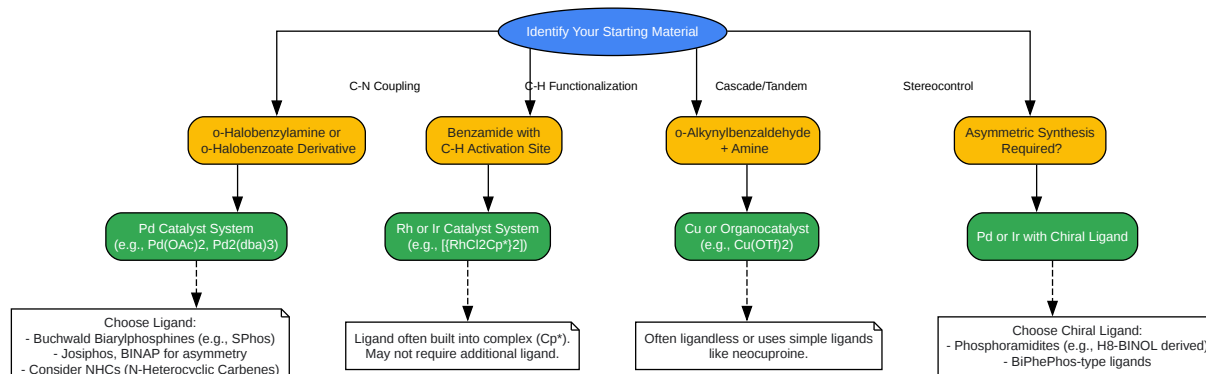 Identify Your Starting Material
C-N Coupling
C-H Functionalization
Cascade/Tandem
Stereocontrol
o-Halobenzylamine or
o-Halobenzoate Derivative
Benzamide with
C-H Activation Site
o-Alkynylbenzaldehyde
+ Amine
Asymmetric Synthesis
Required?
Pd Catalyst System
(e.g., Pd(OAc)2, Pd2(dba)3)
Rh or Ir Catalyst System
(e.g., [{RhCl2Cp*}2])
Cu or Organocatalyst
(e.g., Cu(OTf)2)
Pd or Ir with Chiral Ligand
Choose Ligand:
- Buchwald Biarylphosphines (e.g., SPhos)
- Josiphos, BINAP for asymmetry
- Consider NHCs (N-Heterocyclic Carbenes)
Ligand often built into complex (Cp*).
May not require additional ligand.
Often ligandless or uses simple ligands
like neocuproine.
Choose Chiral Ligand:
- Phosphoramidites (e.g., H8-BINOL derived)
- BiPhePhos-type ligands